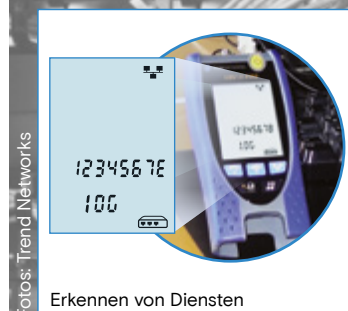 12345678
10G
12345678
10G
Fotos: Trend Networks
Erkennen von Diensten